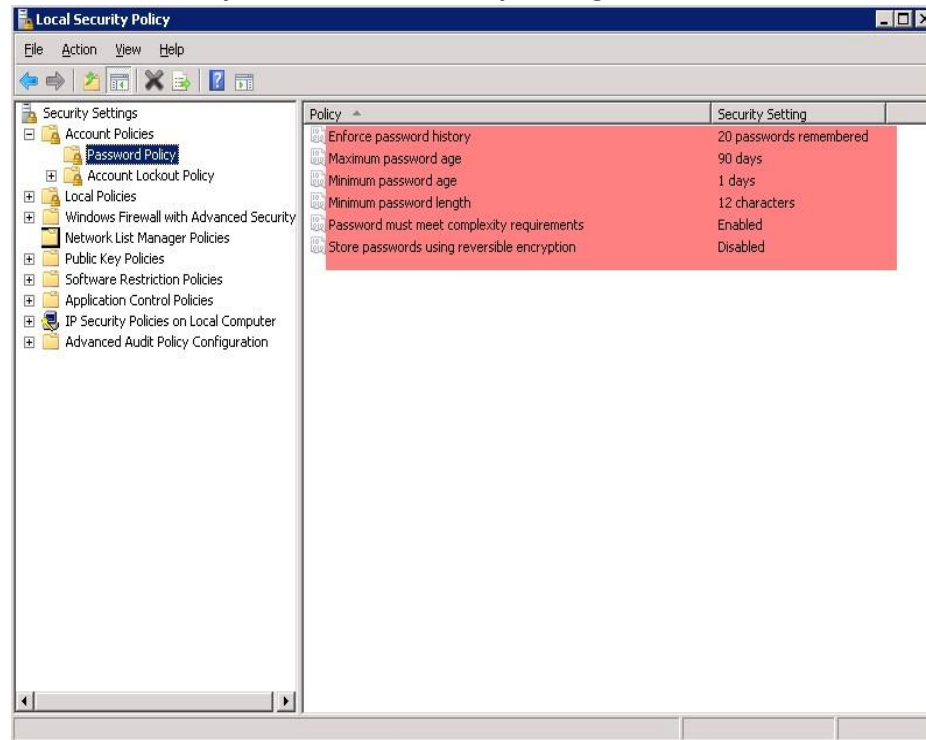 Local Security Policy
File Action View Help
Security Settings
Account Policies
Password Policy
Account Lockout Policy
Local Policies
Windows Firewall with Advanced Security
Network List Manager Policies
Public Key Policies
Software Restriction Policies
Application Control Policies
IP Security Policies on Local Computer
Advanced Audit Policy Configuration
Policy Security Setting
Enforce password history 20 passwords remembered
Maximum password age 90 days
Minimum password age 1 days
Minimum password length 12 characters
Password must meet complexity requirements Enabled
Store passwords using reversible encryption Disabled